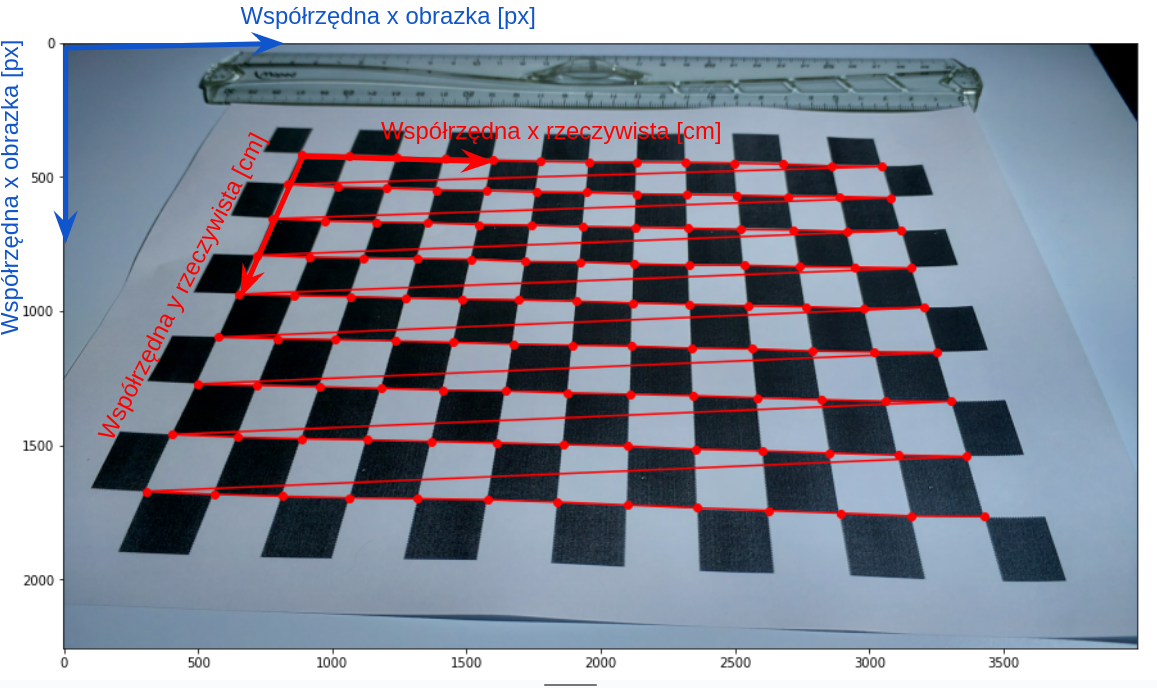 Współrzędna x obrazka [px]
Współrzędna x obrazka [px]
Współrzędna x rzeczywista [cm]
Współrzędna y rzeczywista [cm]
Maped
0
500
1000
1500
2000
0
500
1000
1500
2000
2500
3000
3500